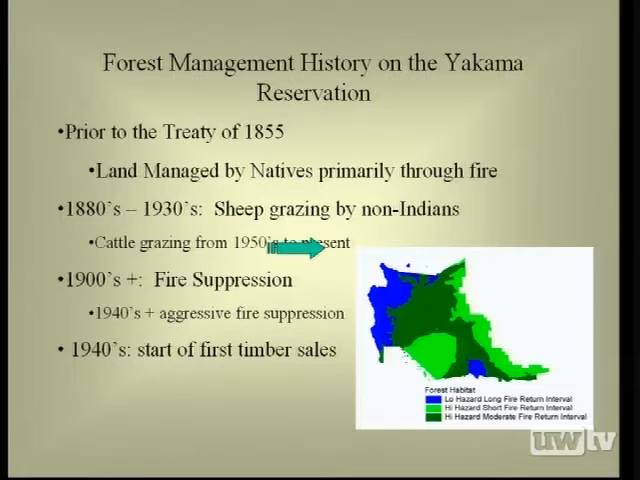 Forest Management History on the Yakama
Reservation
•Prior to the Treaty of 1855
•Land Managed by Natives primarily through fire
•1880's – 1930's: Sheep grazing by non-Indians
•Cattle grazing from 1950's to present
•1900's +: Fire Suppression
•1940's + aggressive fire suppression
• 1940's: start of first timber sales
Forest Habitat
Lo Hazard Long Fire Return Interval
Hi Hazard Short Fire Return Interval
Hi Hazard Moderate Fire Return Interval
uwtv